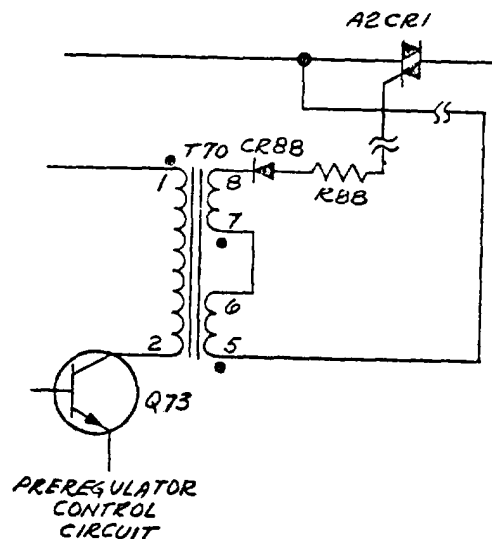 A2CR1
T70
CR88
1
8
R88
7
6
2
5
Q73
PREREGULATOR
CONTROL
CIRCUIT